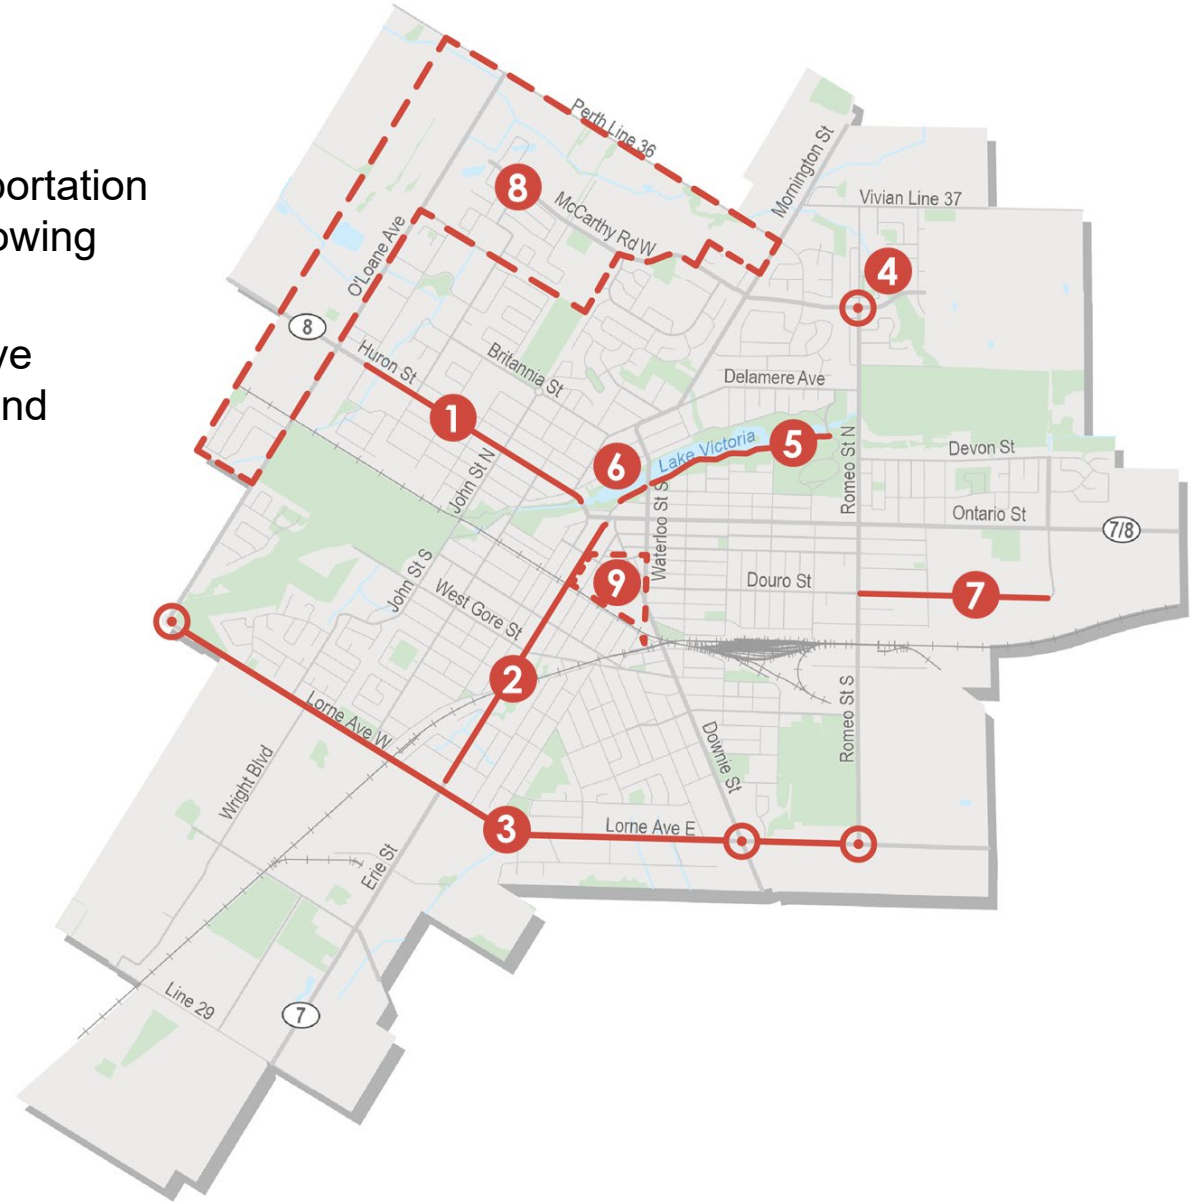 portation
owing
ye
nd
Perth Line 36
Mornington St
8
McCarthy Rd W
Vivian Line 37
O'Loane Ave
4
8
Huron St
Britannia St
Delamere Ave
1
5
Lake Victoria
6
Romeo St N
Devon St
John St N
Waterloo St S
Ontario St
7/8
9
Douro St
7
John St S
West Gore St
2
Romeo St S
Lorne Ave W
Downie St
Wright Blvd
3
Lorne Ave E
Erie St
Line 29
7